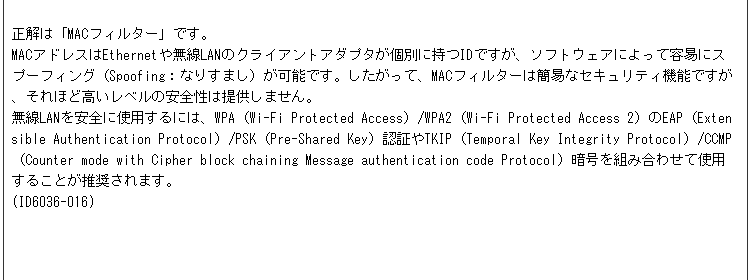 正解は「MACフィルター」です。
MACアドレスはEthernetや無線LANのクライアントアダプタが個別に持つIDですが、ソフトウェアによって容易にス
プーフィング（Spoofing：なりすまし）が可能です。したがって、MACフィルターは簡易なセキュリティ機能ですが
、それほど高いレベルの安全性は提供しません。
無線LANを安全に使用するには、WPA（Wi-Fi Protected Access）/WPA2（Wi-Fi Protected Access 2）のEAP（Exten
sible Authentication Protocol）/PSK（Pre-Shared Key）認証やTKIP（Temporal Key Integrity Protocol）/CCMP
（Counter mode with Cipher block chaining Message authentication code Protocol）暗号を組み合わせて使用
することが推奨されます。
(ID6036-016)